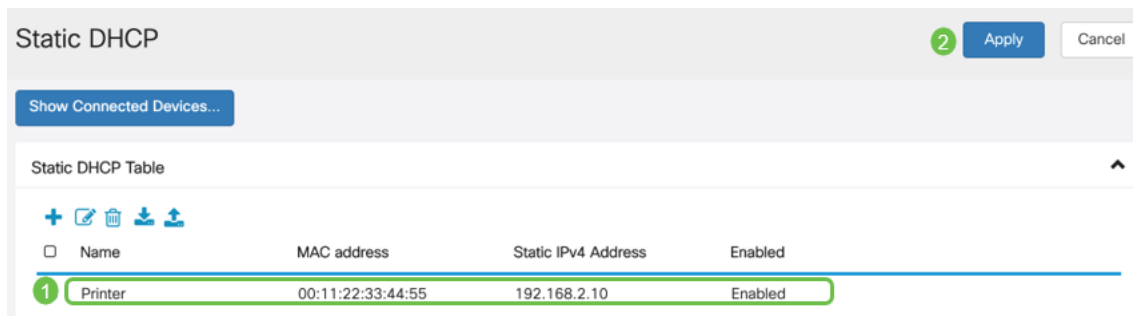 Static DHCP
2 Apply Cancel
Show Connected Devices...
Static DHCP Table
Name MAC address Static IPv4 Address Enabled
1 Printer 00:11:22:33:44:55 192.168.2.10 Enabled